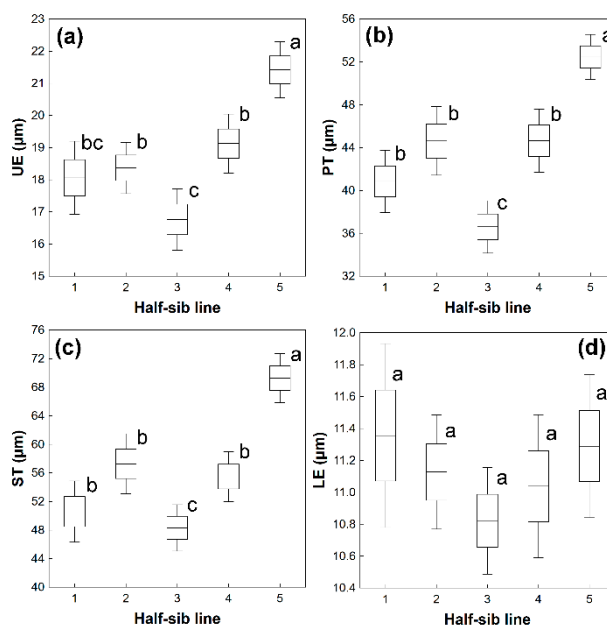 (a)
UE (µm)
23
22
21
20
19
18
17
16
15
bc
b
c
b
a
1 2 3 4 5
Half-sib line
(b)
PT (µm)
56
52
48
44
40
36
32
b
b
c
b
a
1 2 3 4 5
Half-sib line
(c)
ST (µm)
76
72
68
64
60
56
52
48
44
40
b
b
c
b
a
1 2 3 4 5
Half-sib line
(d)
LE (µm)
12.0
11.8
11.6
11.4
11.2
11.0
10.8
10.6
10.4
a
a
a
a
a
1 2 3 4 5
Half-sib line